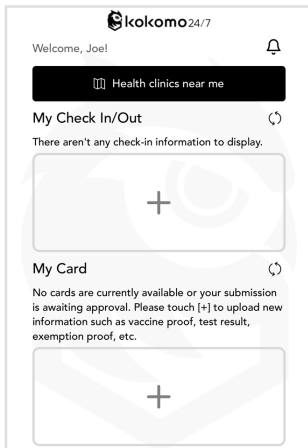 kokomo24/7
Welcome, Joe!
Health clinics near me
My Check In/Out
There aren't any check-in information to display.
My Card
No cards are currently available or your submission
is awaiting approval. Please touch [+] to upload new
information such as vaccine proof, test result,
exemption proof, etc.